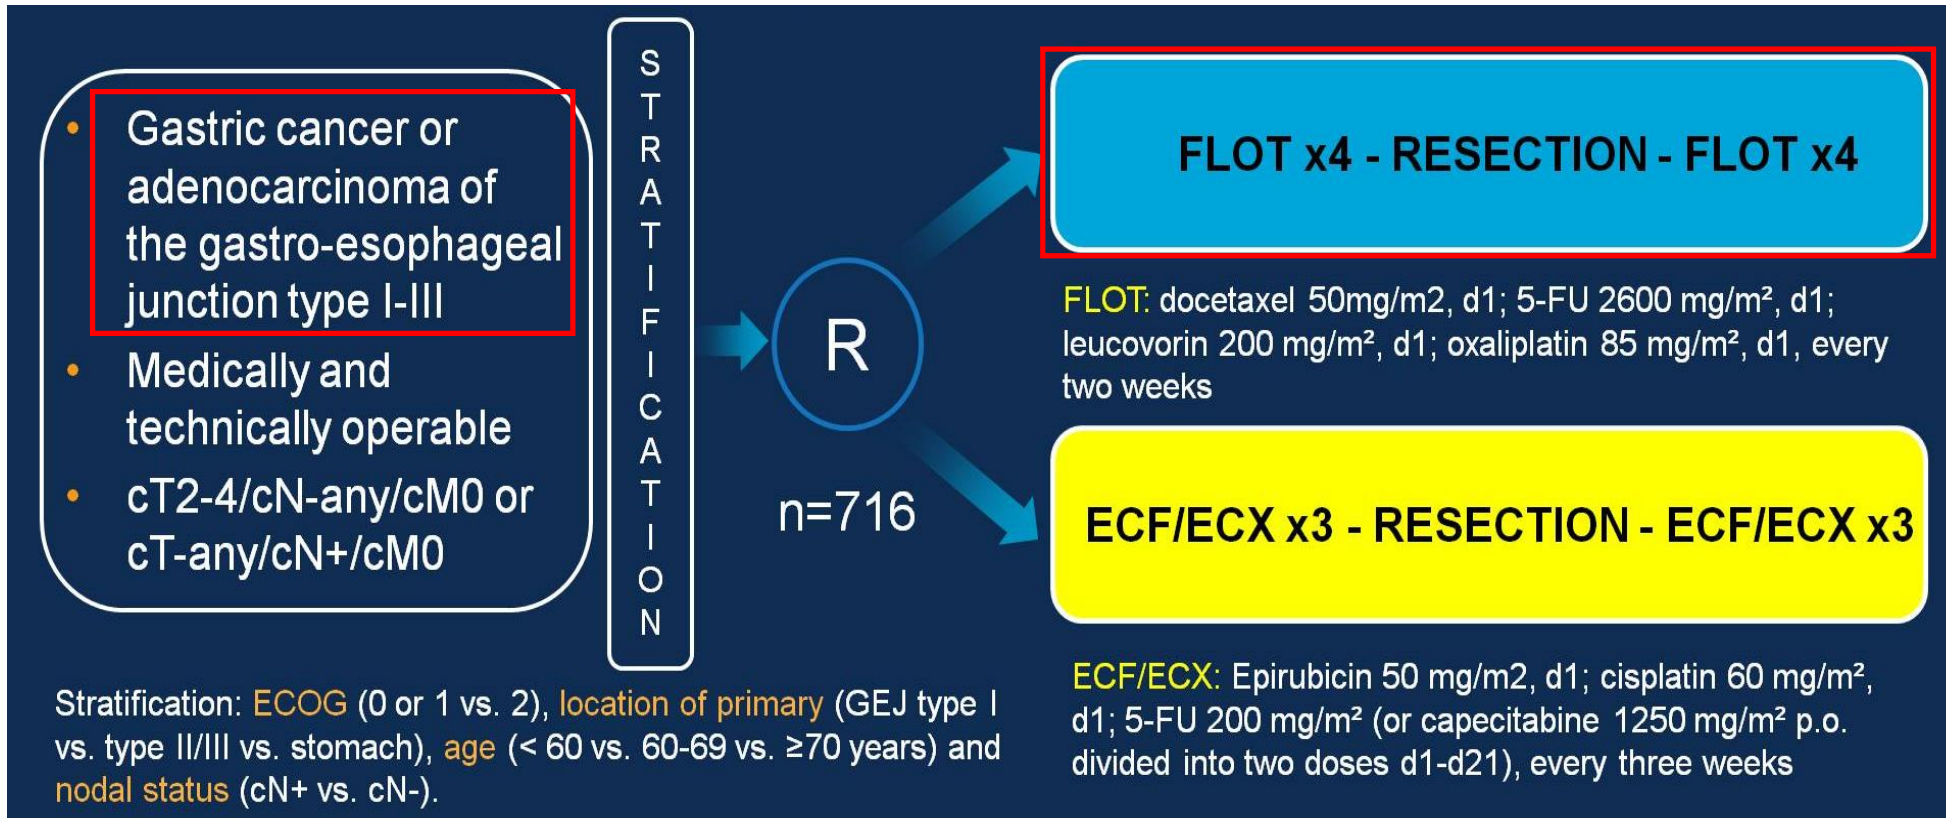 • Gastric cancer or
adenocarcinoma of
the gastro-esophageal
junction type I-III
• Medically and
technically operable
• cT2-4/cN-any/cM0 or
cT-any/cN+/cM0
STRATIFICATION
R
n=716
FLOT x4 - RESECTION - FLOT x4
FLOT: docetaxel 50mg/m2, d1; 5-FU 2600 mg/m², d1;
leucovorin 200 mg/m², d1; oxaliplatin 85 mg/m², d1, every
two weeks
ECF/ECX x3 - RESECTION - ECF/ECX x3
ECF/ECX: Epirubicin 50 mg/m2, d1; cisplatin 60 mg/m²,
d1; 5-FU 200 mg/m² (or capecitabine 1250 mg/m² p.o.
divided into two doses d1-d21), every three weeks
Stratification: ECOG (0 or 1 vs. 2), location of primary (GEJ type I
vs. type II/III vs. stomach), age (< 60 vs. 60-69 vs. ≥70 years) and
nodal status (cN+ vs. cN-).